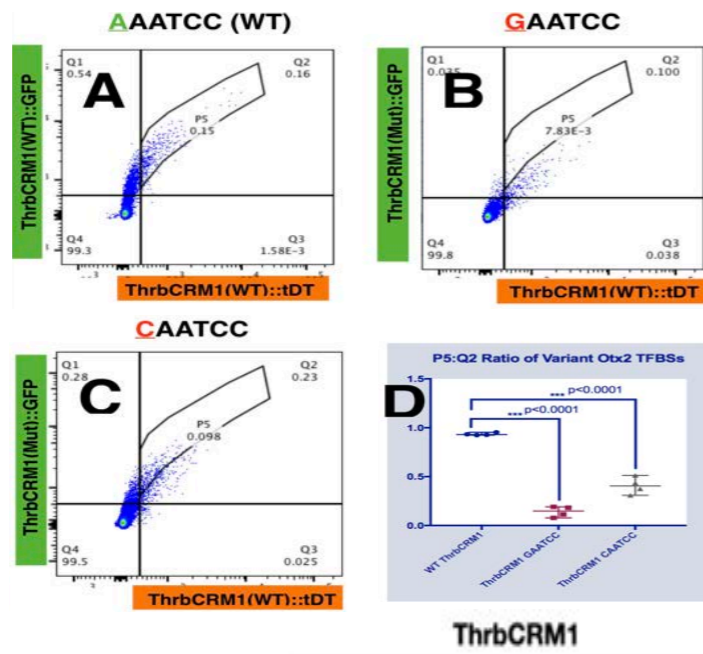 AAATCC (WT)
GAATCC
A
Q1
0.54
Q2
0.16
P5
0.15
Q4
99.3
Q3
1.58E-3
ThrbCRM1(WT)::GFP
ThrbCRM1(WT)::tDT
B
Q1
0.035
Q2
0.100
P5
7.83E-3
Q4
99.8
Q3
0.038
ThrbCRM1(Mut)::GFP
ThrbCRM1(WT)::tDT
CAATCC
C
Q1
0.28
Q2
0.23
P5
0.098
Q4
99.5
Q3
0.025
ThrbCRM1(Mut)::GFP
ThrbCRM1(WT)::tDT
D
P5:Q2 Ratio of Variant Otx2 TFBSs
1.5
1.0
0.5
0.0
*** p<0.0001
*** p<0.0001
WT ThrbCRM1
ThrbCRM1 GAATCC
ThrbCRM1 CAATCC
ThrbCRM1